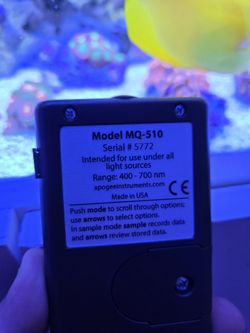 Model MQ-510
Serial # 5772
Intended for use under all
light sources
Range: 400 - 700 nm
apogeeinstruments.com
CE
Made in USA
Push mode to scroll through options;
use arrows to select options.
In sample mode sample records data
and arrows review stored data.